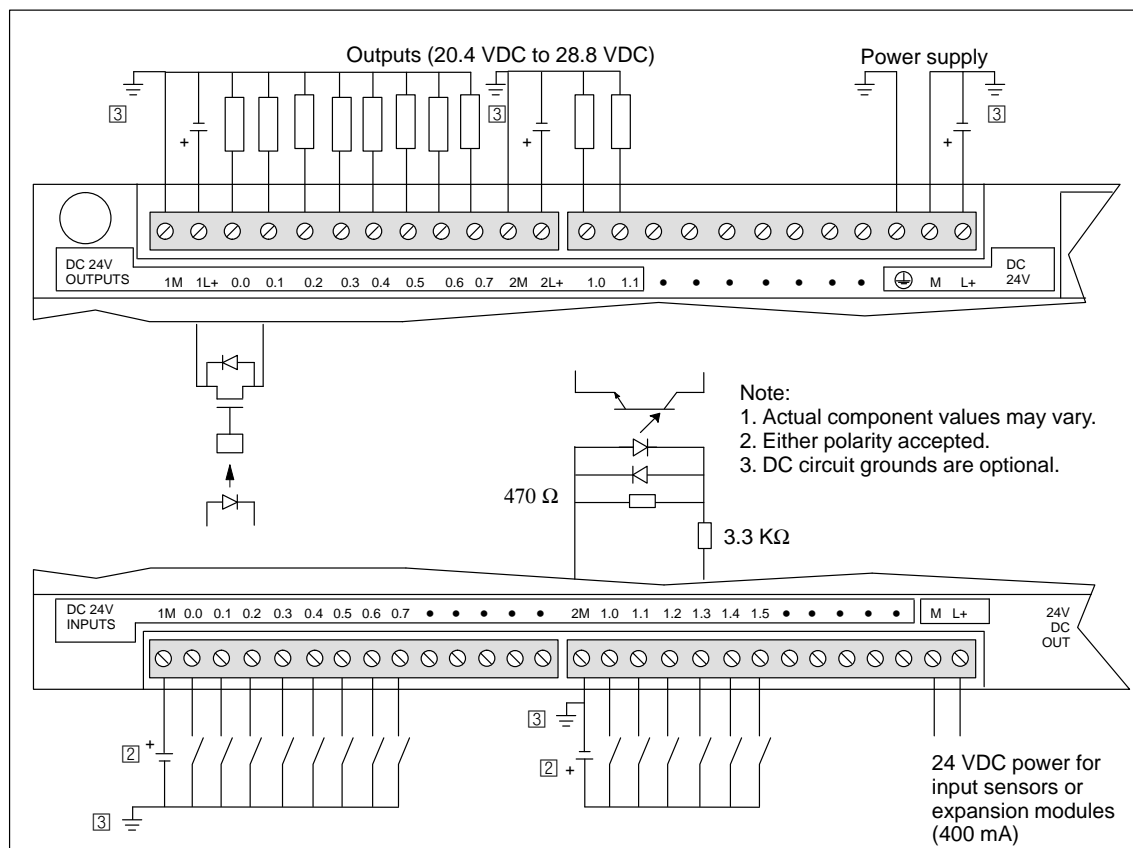 Outputs (20.4 VDC to 28.8 VDC)
Power supply
3
3
3
+
+
+
DC 24V
OUTPUTS
1M 1L+ 0.0 0.1 0.2 0.3 0.4 0.5 0.6 0.7 2M 2L+ 1.0 1.1 • • • • • • • M L+
DC
24V
Note:
1. Actual component values may vary.
2. Either polarity accepted.
3. DC circuit grounds are optional.
470 Ω
3.3 KΩ
DC 24V
INPUTS
1M 0.0 0.1 0.2 0.3 0.4 0.5 0.6 0.7 • • • • • 2M 1.0 1.1 1.2 1.3 1.4 1.5 • • • • • M L+
24V
DC
OUT
3
2 +
2 +
3
24 VDC power for
input sensors or
expansion modules
(400 mA)